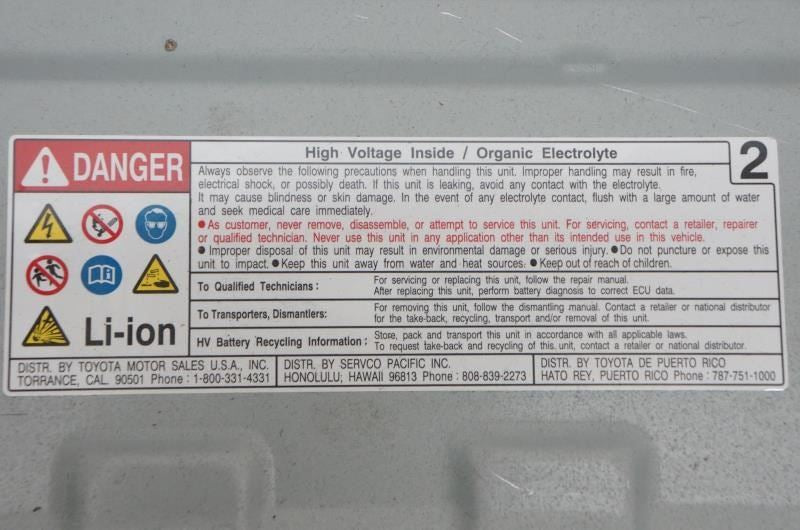 DANGER
High Voltage Inside / Organic Electrolyte
2
Always observe the following precautions when handling this unit. Improper handling may result in fire,
electrical shock, or possibly death. If this unit is leaking, avoid any contact with the electrolyte.
It may cause blindness or skin damage. In the event of any electrolyte contact, flush with a large amount of water
and seek medical care immediately.
● As customer, never remove, disassemble, or attempt to service this unit. For servicing, contact a retailer, repairer
or qualified technician. Never use this unit in any application other than its intended use in this vehicle.
● Improper disposal of this unit may result in environmental damage or serious injury. ● Do not puncture or expose this
unit to impact. ● Keep this unit away from water and heat sources. ● Keep out of reach of children.
Li-ion
To Qualified Technicians :
For servicing or replacing this unit, follow the repair manual.
After replacing this unit, perform battery diagnosis to correct ECU data.
To Transporters, Dismantlers:
For removing this unit, follow the dismantling manual. Contact a retailer or national distributor
for the take-back, recycling, transport and/or removal of this unit.
HV Battery Recycling Information :
Store, pack and transport this unit in accordance with all applicable laws.
To request take-back and recycling of this unit, contact a retailer or national distributor.
DISTR. BY TOYOTA MOTOR SALES U.S.A., INC.
TORRANCE, CAL. 90501 Phone : 1-800-331-4331
DISTR. BY SERVCO PACIFIC INC.
HONOLULU, HAWAII 96813 Phone : 808-839-2273
DISTR. BY TOYOTA DE PUERTO RICO
HATO REY, PUERTO RICO Phone : 787-751-1000